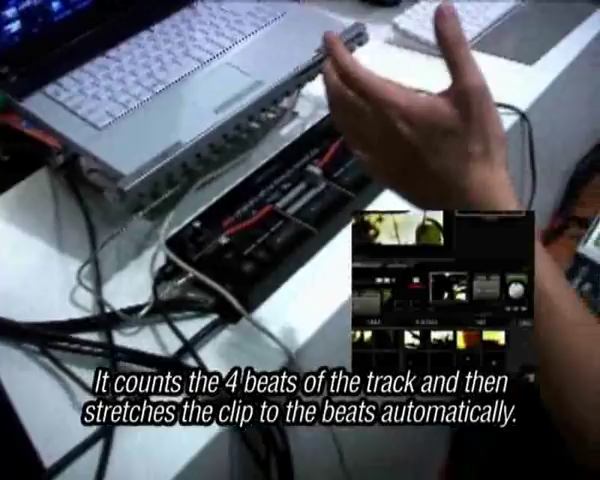 It counts the 4 beats of the track and then
stretches the clip to the beats automatically.